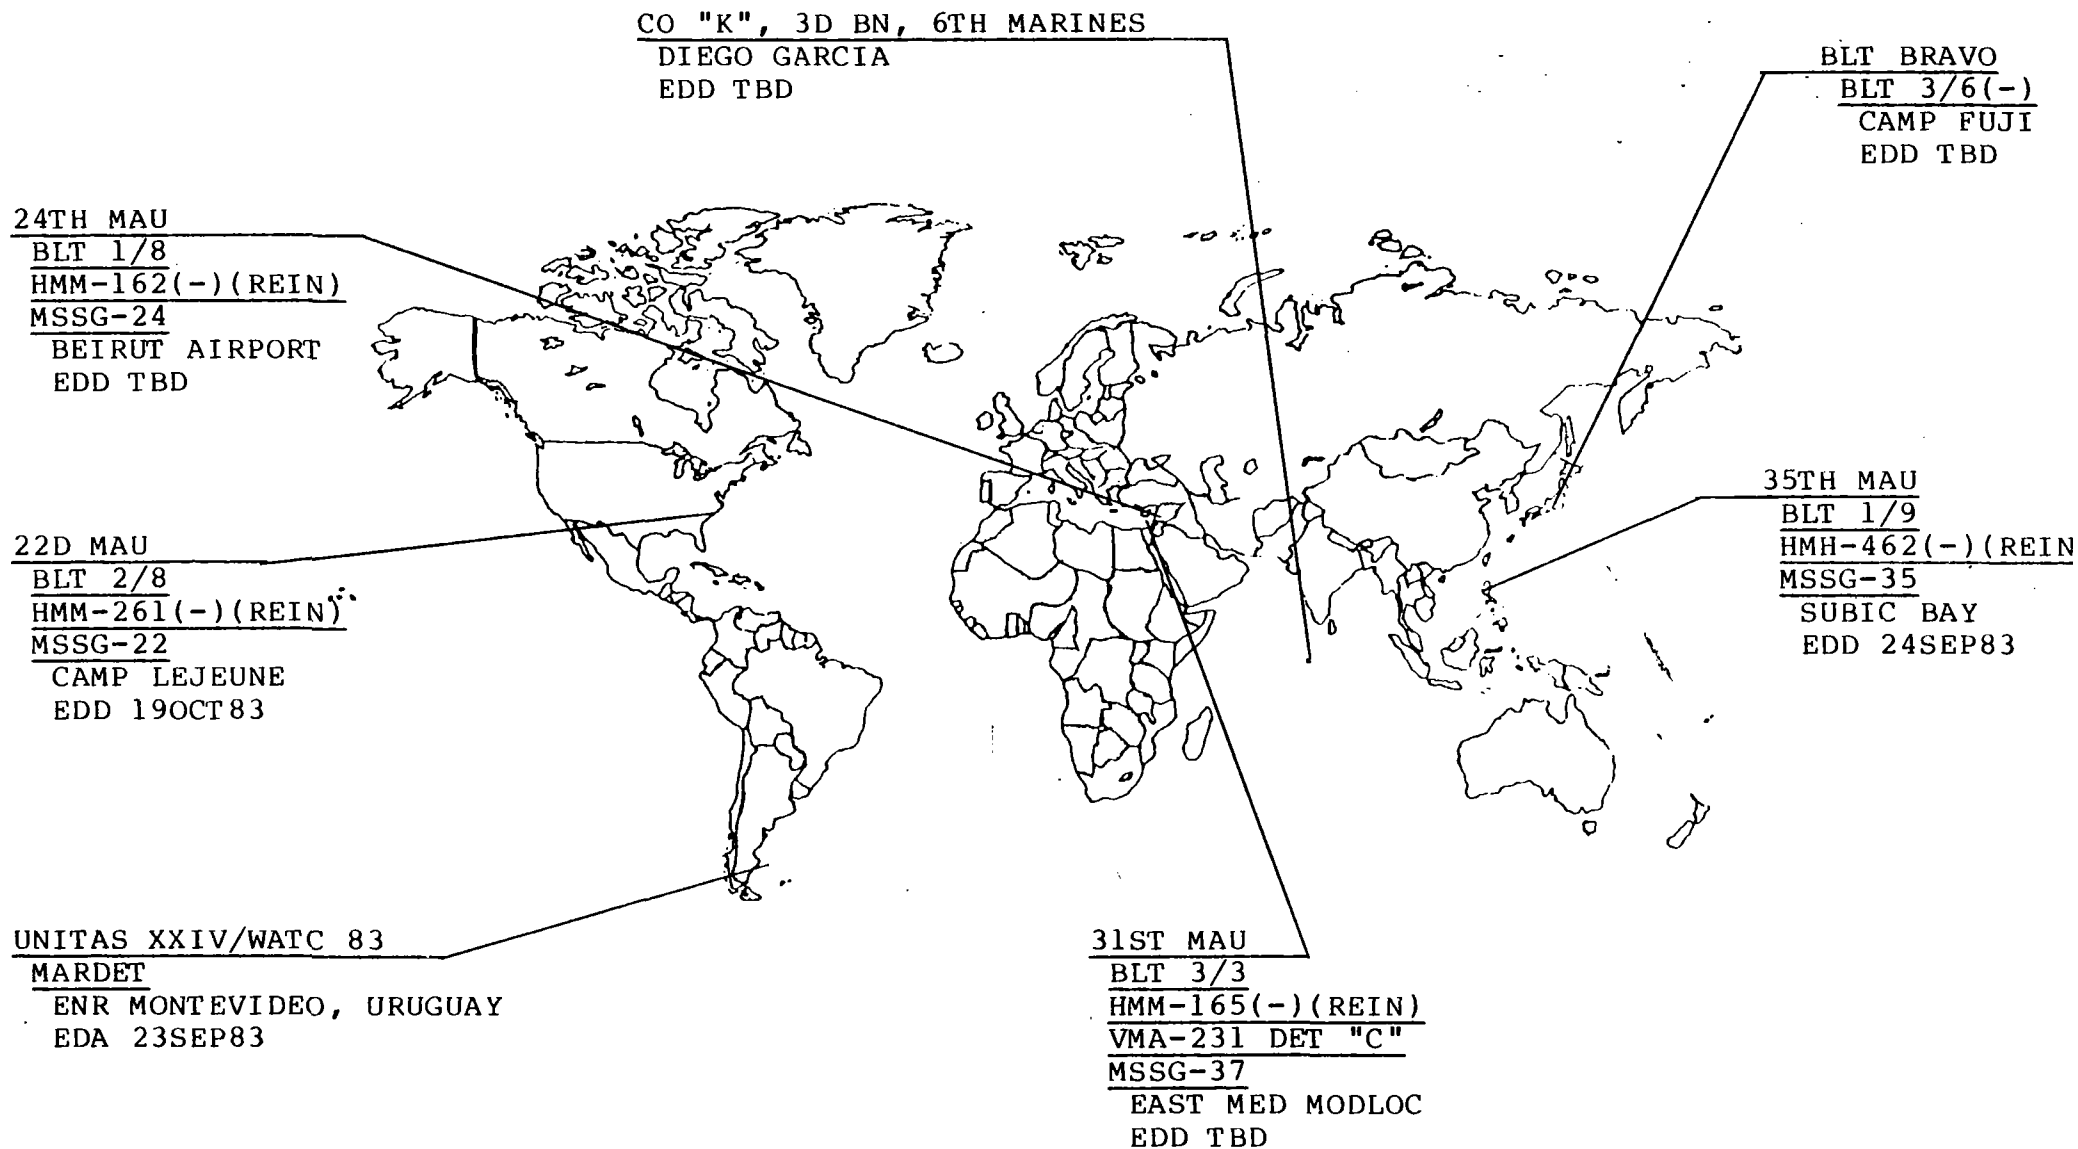 CO "K", 3D BN, 6TH MARINES
DIEGO GARCIA
EDD TBD
BLT BRAVO
BLT 3/6(-)
CAMP FUJI
EDD TBD
24TH MAU
BLT 1/8
HMM-162(-)(REIN)
MSSG-24
BEIRUT AIRPORT
EDD TBD
35TH MAU
BLT 1/9
HMH-462(-)(REIN
MSSG-35
SUBIC BAY
EDD 24SEP83
22D MAU
BLT 2/8
HMM-261(-)(REIN)
MSSG-22
CAMP LEJEUNE
EDD 19OCT83
UNITAS XXIV/WATC 83
MARDET
ENR MONTEVIDEO, URUGUAY
EDA 23SEP83
31ST MAU
BLT 3/3
HMM-165(-)(REIN)
VMA-231 DET "C"
MSSG-37
EAST MED MODLOC
EDD TBD